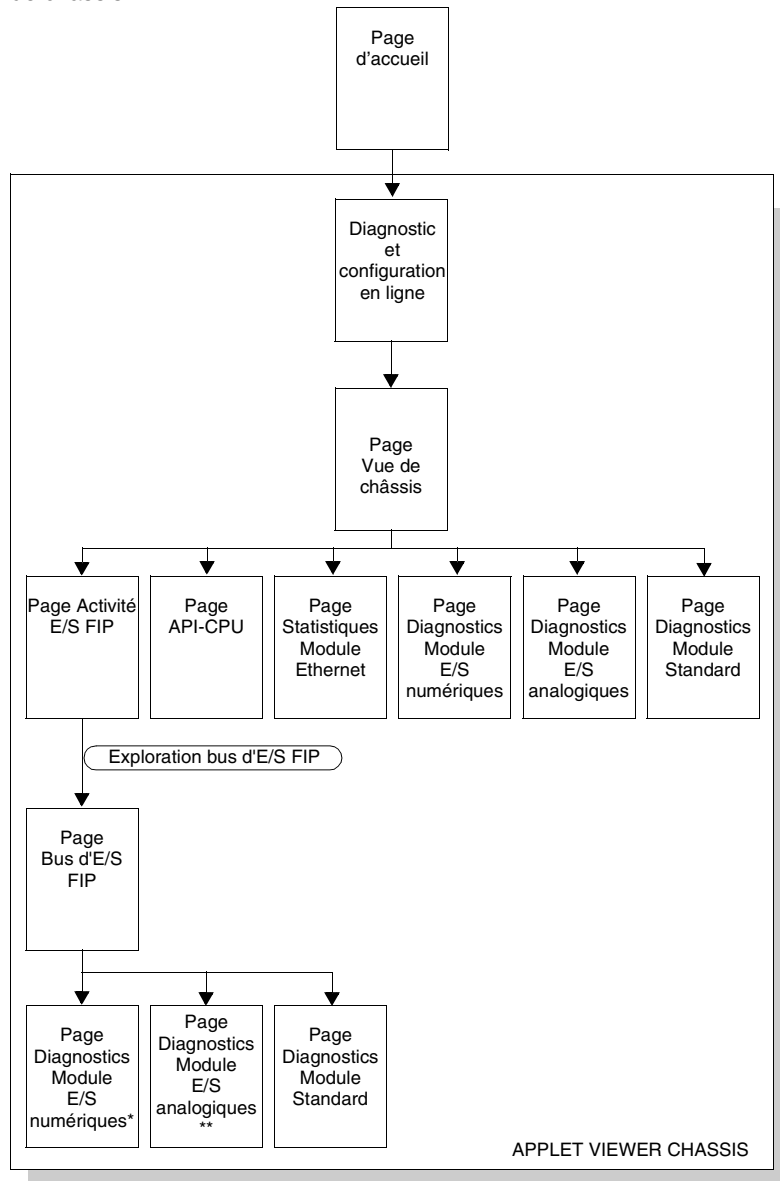 Page
d'accueil
Diagnostic
et
configuration
en ligne
Page
Vue de
châssis
Page Activité
E/S FIP
Page
API-CPU
Page
Statistiques
Module
Ethernet
Page
Diagnostics
Module
E/S
numériques
Page
Diagnostics
Module
E/S
analogiques
Page
Diagnostics
Module
Standard
Exploration bus d'E/S FIP
Page
Bus d'E/S
FIP
Page
Diagnostics
Module
E/S
numériques*
Page
Diagnostics
Module
E/S
analogiques
**
Page
Diagnostics
Module
Standard
APPLET VIEWER CHASSIS